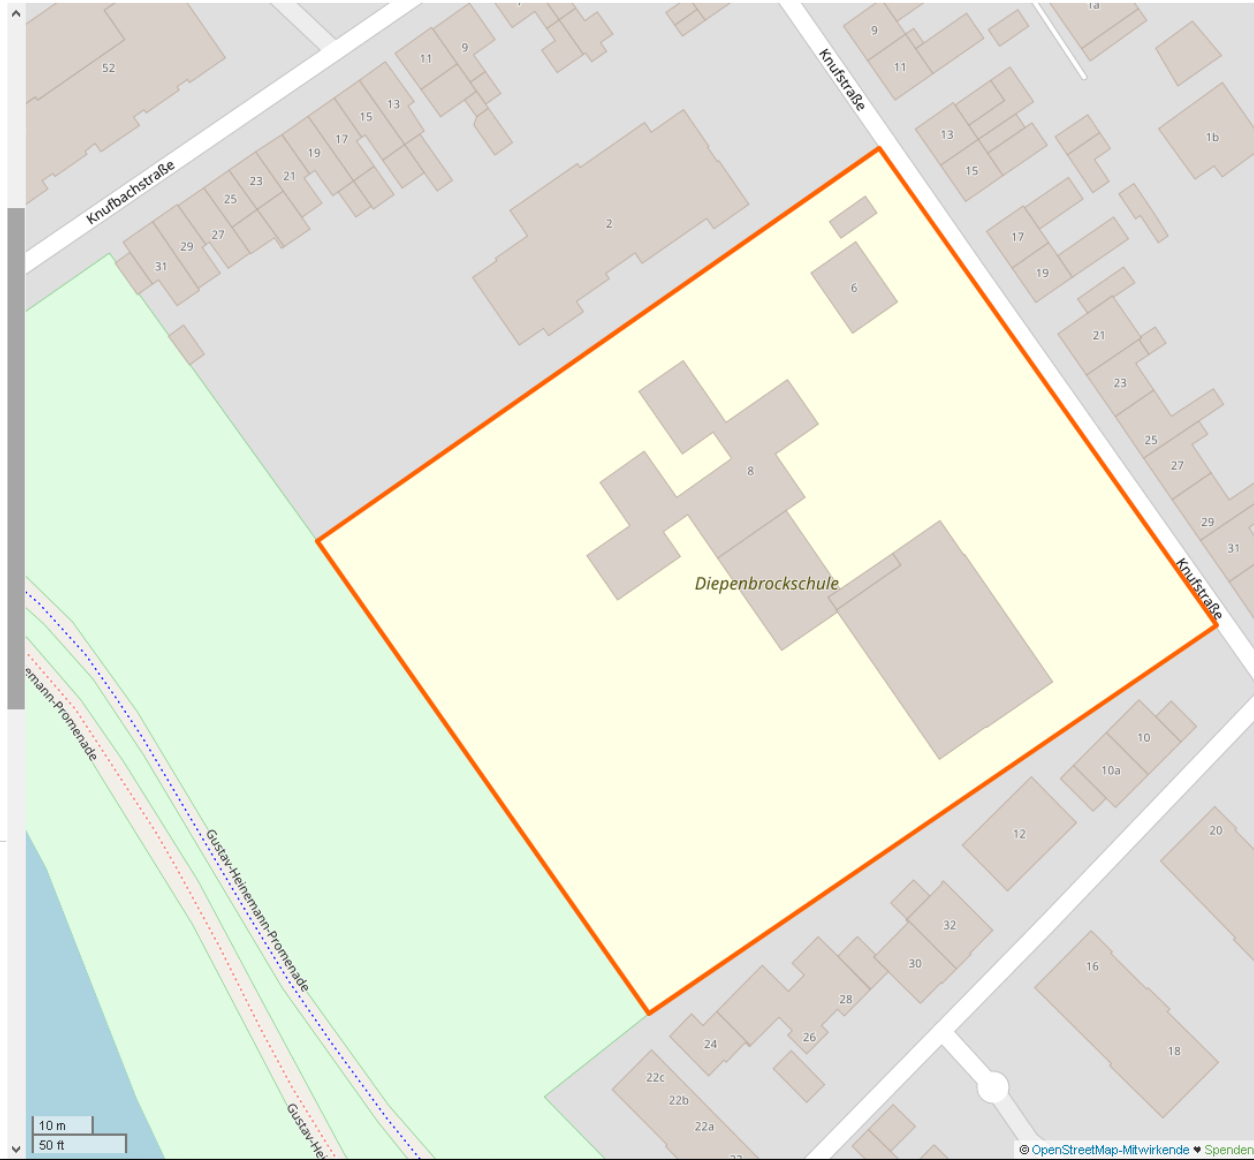 1a
9
52
9
11
11
Knufstraße
13
15
13
1b
17
19
15
21
23
Knufbachstraße
25
2
27
17
29
31
19
6
21
23
25
8
27
29
31
Diepenbrockschule
Knufstraße
emann-Promenade
10
10a
20
12
Gustav-Heinemann-Promenade
32
30
16
28
26
24
18
22c
22b
22a
10 m
50 ft
Gustav-Hei
© OpenStreetMap-Mitwirkende ♥ Spenden